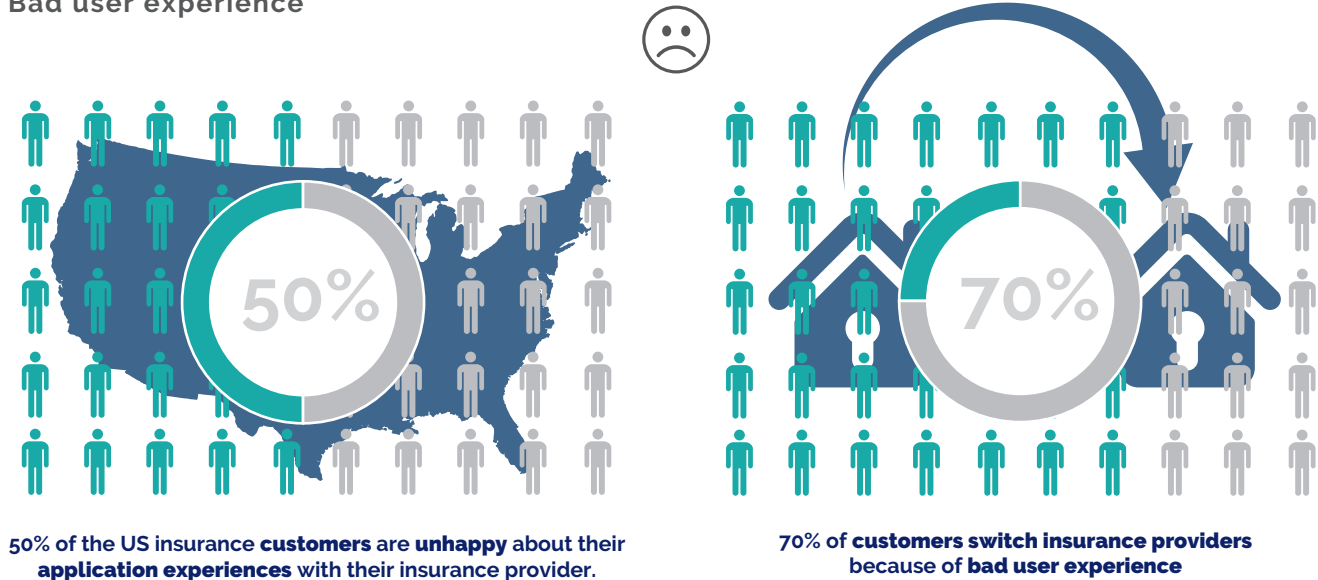 Bad user experience
50%
70%
50% of the US insurance customers are unhappy about their
application experiences with their insurance provider.
70% of customers switch insurance providers
because of bad user experience